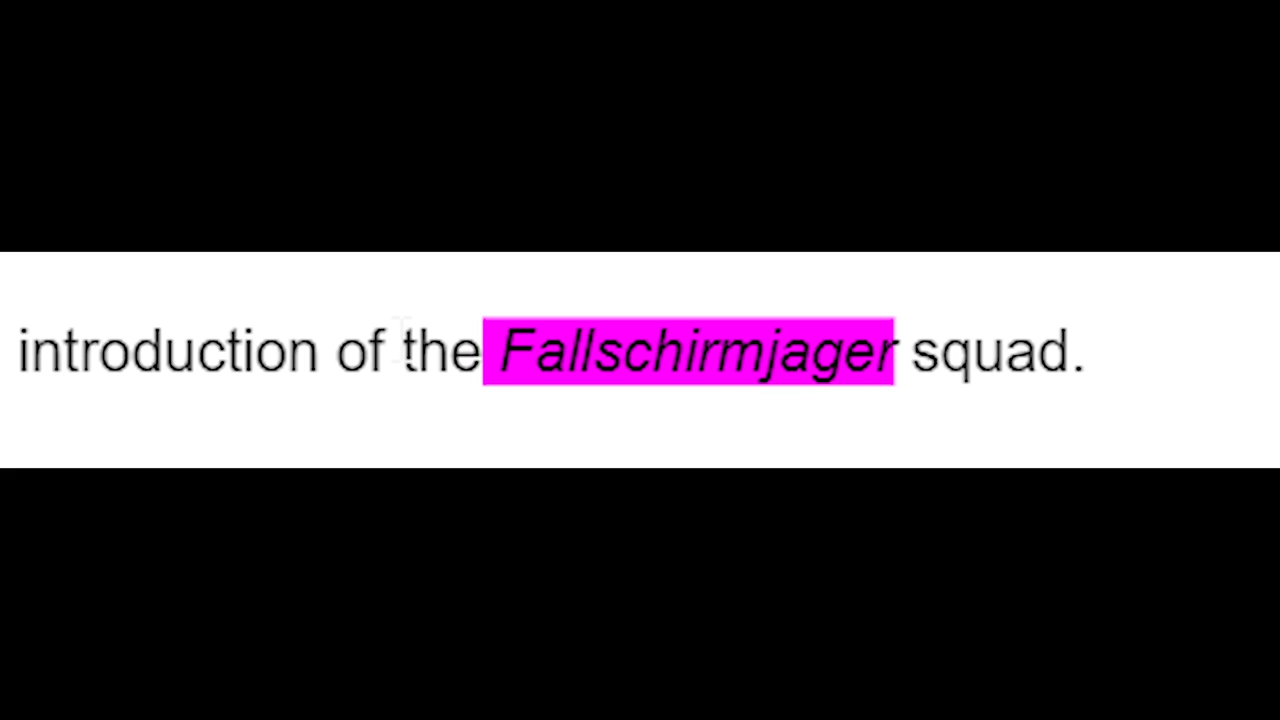 introduction of the Fallschirmjager squad.